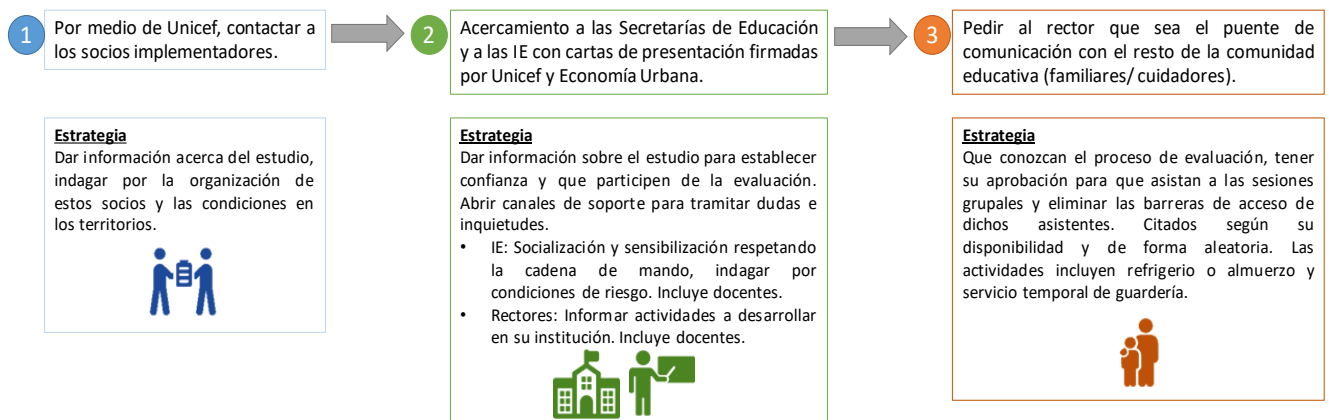 1
Por medio de Unicef, contactar a
los socios implementadores.
2
Acercamiento a las Secretarías de Educación
y a las IE con cartas de presentación firmadas
por Unicef y Economía Urbana.
3
Pedir al rector que sea el puente de
comunicación con el resto de la comunidad
educativa (familiares/ cuidadores).
Estrategia
Dar información acerca del estudio,
indagar por la organización de
estos socios y las condiciones en
los territorios.
Estrategia
Dar información sobre el estudio para establecer
confianza y que participen de la evaluación.
Abrir canales de soporte para tramitar dudas e
inquietudes.
• IE: Socialización y sensibilización respetando
la cadena de mando, indagar por
condiciones de riesgo. Incluye docentes.
• Rectores: Informar actividades a desarrollar
en su institución. Incluye docentes.
Estrategia
Que conozcan el proceso de evaluación, tener
su aprobación para que asistan a las sesiones
grupales y eliminar las barreras de acceso de
dichos asistentes. Citados según su
disponibilidad y de forma aleatoria. Las
actividades incluyen refrigerio o almuerzo y
servicio temporal de guardería.